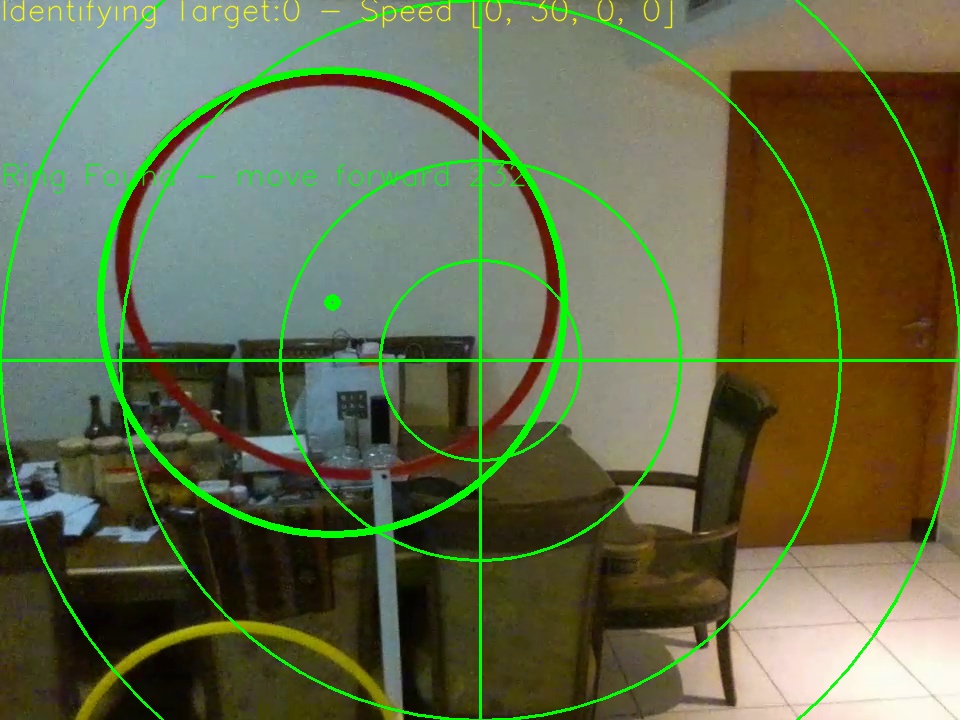 Identifying Target:0 - Speed [0, 30, 0, 0]
Ring Found - move forward 232